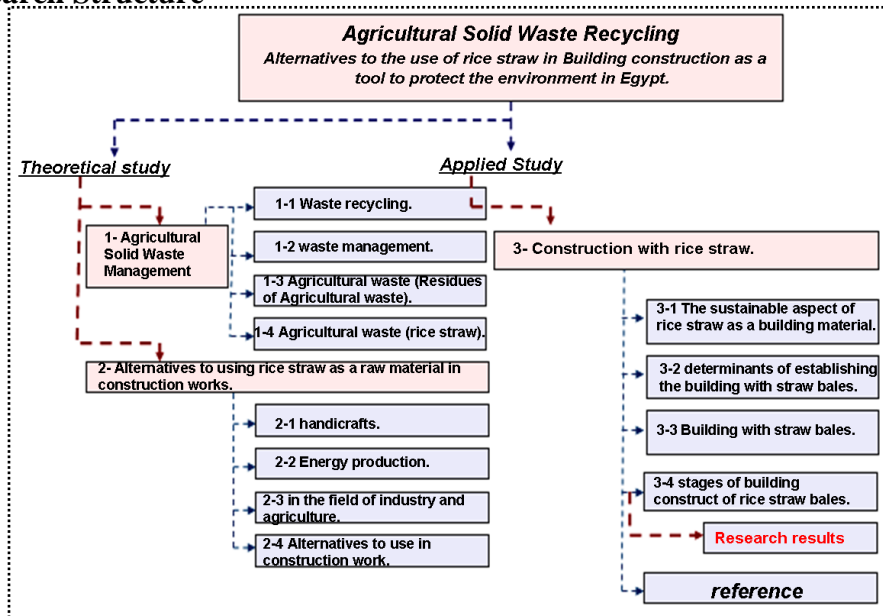 Structure
Agricultural Solid Waste Recycling
Alternatives to the use of rice straw in Building construction as a
tool to protect the environment in Egypt.
Theoretical study
1- Agricultural
Solid Waste
Management
1-1 Waste recycling.
1-2 waste management.
1-3 Agricultural waste (Residues
of Agricultural waste).
1-4 Agricultural waste (rice straw).
2- Alternatives to using rice straw as a raw material in
construction works.
2-1 handicrafts.
2-2 Energy production.
2-3 in the field of industry and
agriculture.
2-4 Alternatives to use in
construction work.
Applied Study
3- Construction with rice straw.
3-1 The sustainable aspect of
rice straw as a building material.
3-2 determinants of establishing
the building with straw bales.
3-3 Building with straw bales.
3-4 stages of building
construct of rice straw bales.
Research results
reference